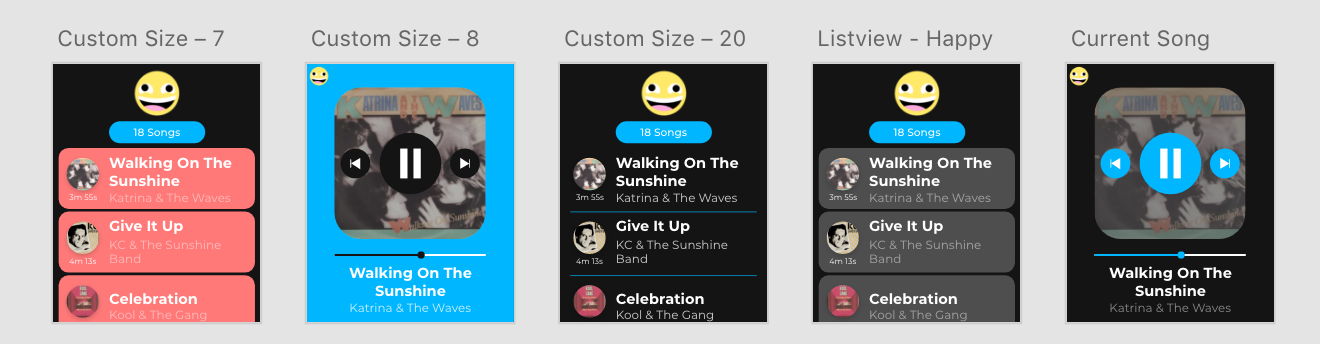 Custom Size – 7
18 Songs
Walking On The
Sunshine
3m 55s
Katrina & The Waves
Give It Up
KC & The Sunshine
4m 13s
Band
Celebration
Kool & The Gang
Custom Size – 8
KATRINA AND THE WAVES
Walking On The
Sunshine
Katrina & The Waves
Custom Size – 20
18 Songs
Walking On The
Sunshine
3m 55s
Katrina & The Waves
Give It Up
KC & The Sunshine
4m 13s
Band
Celebration
Kool & The Gang
Listview - Happy
18 Songs
Walking On The
Sunshine
3m 55s
Katrina & The Waves
Give It Up
KC & The Sunshine
4m 13s
Band
Celebration
Kool & The Gang
Current Song
KATRINA AND THE WAVES
Walking On The
Sunshine
Katrina & The Waves